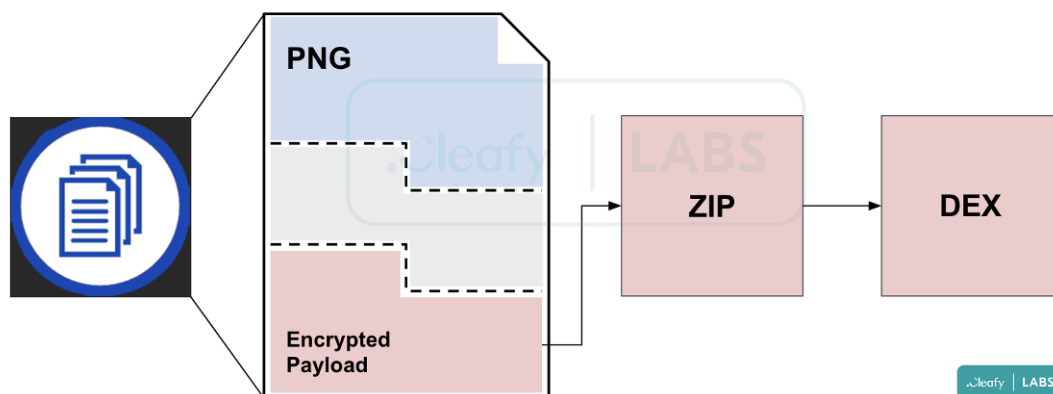 PNG
.Cleafy | LABS
ZIP
DEX
Encrypted
Payload
.Cleafy | LABS